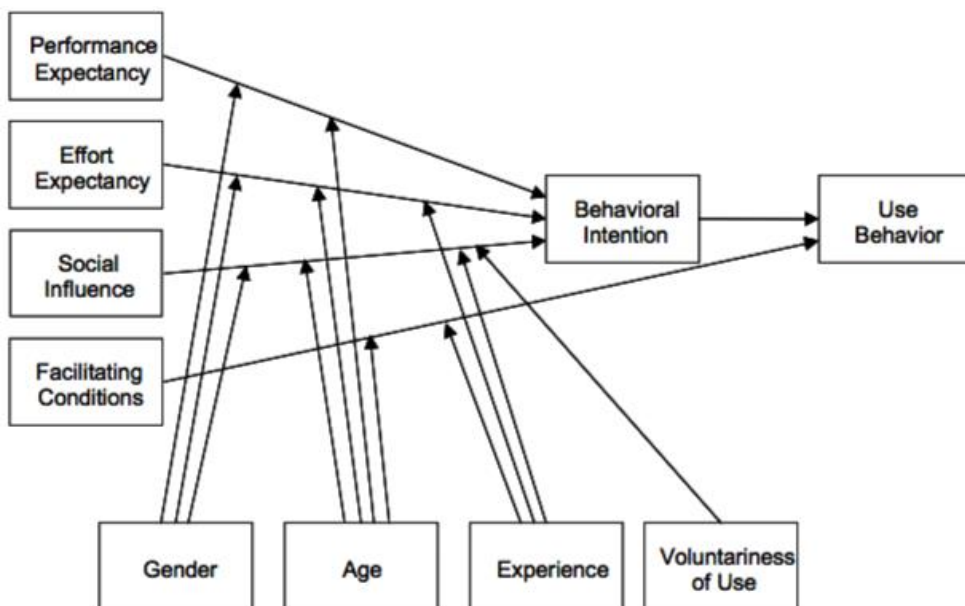 Performance
Expectancy
Effort
Expectancy
Social
Influence
Facilitating
Conditions
Behavioral
Intention
Use
Behavior
Gender
Age
Experience
Voluntariness
of Use